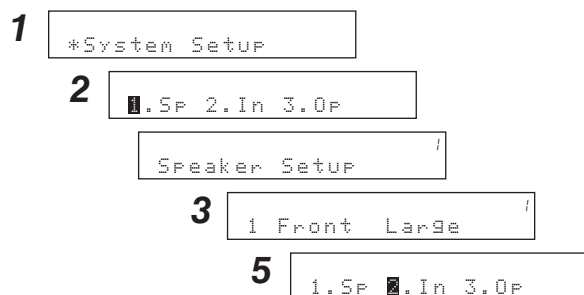 1
*System Setup
2
1.Sp 2.In 3.Op
1
Speaker Setup
3
1
1 Front Large
5
1.Sp 2.In 3.Op